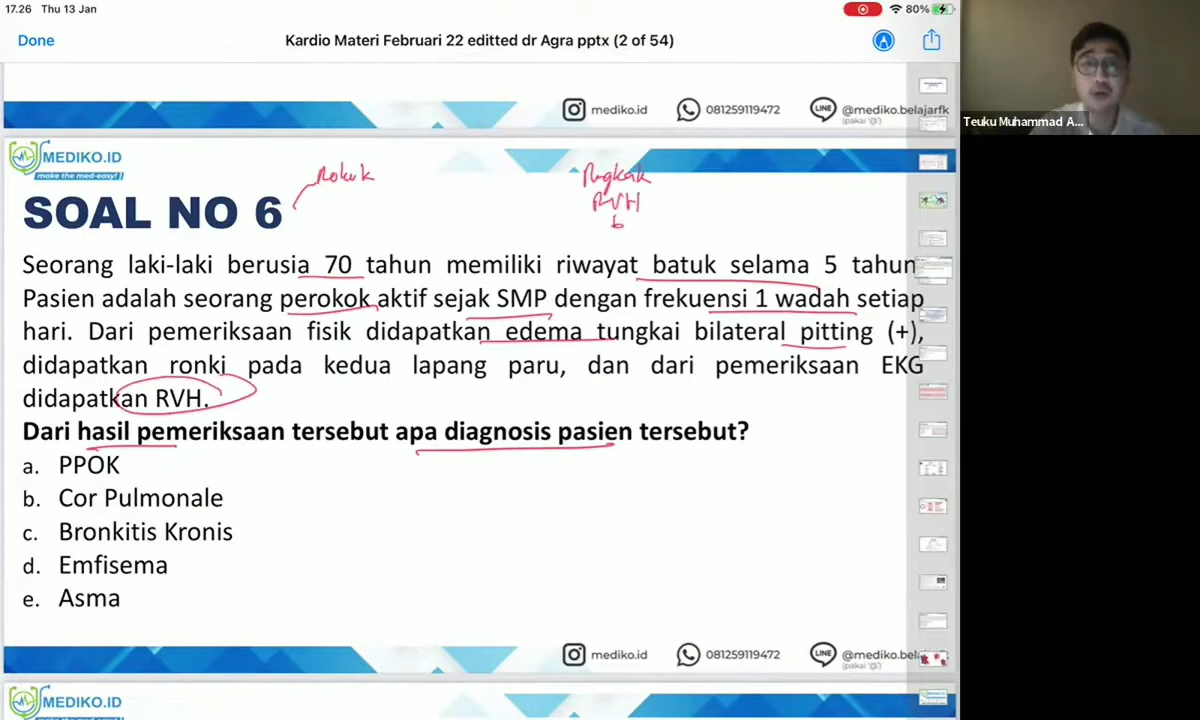 17.26 Thu 13 Jan
80%
Done
Kardio Materi Februari 22 editted dr Agra pptx (2 of 54)
mediko.id
081259119472
@mediko.belajarfk
(pakai '@')
Teuku Muhammad A...
MEDIKO.ID
make the med-easy!
Rokok
RVH
SOAL NO 6
Seorang laki-laki berusia 70 tahun memiliki riwayat batuk selama 5 tahun
Pasien adalah seorang perokok aktif sejak SMP dengan frekuensi 1 wadah setiap
hari. Dari pemeriksaan fisik didapatkan edema tungkai bilateral pitting (+),
didapatkan ronki pada kedua lapang paru, dan dari pemeriksaan EKG
didapatkan RVH.
Dari hasil pemeriksaan tersebut apa diagnosis pasien tersebut?
a. PPOK
b. Cor Pulmonale
c. Bronkitis Kronis
d. Emfisema
e. Asma
mediko.id
081259119472
@mediko.bel
(pakai '@')
MEDIKO.ID